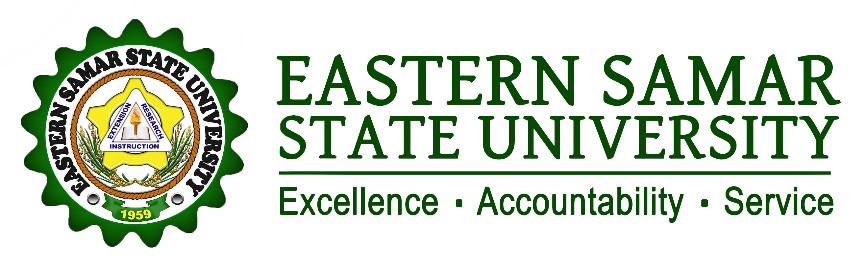 EASTERN SAMAR STATE UNIVERSITY
EXTENSION
RESEARCH
INSTRUCTION
1959
EASTERN SAMAR
STATE UNIVERSITY
Excellence · Accountability · Service